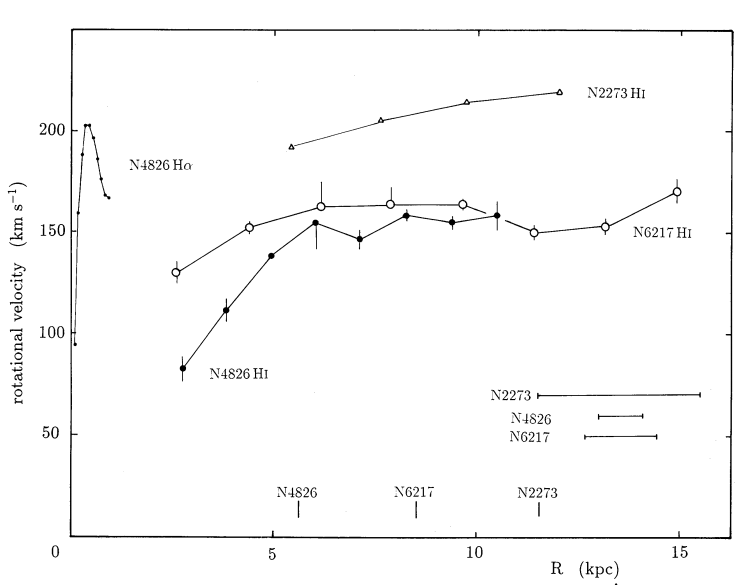 N2273 HI
200
N4826 Hα
150
N6217 HI
rotational velocity (km s⁻¹)
100
N4826 HI
N2273
N4826
50
N6217
N4826
N6217
N2273
0
5
10
15
R (kpc)